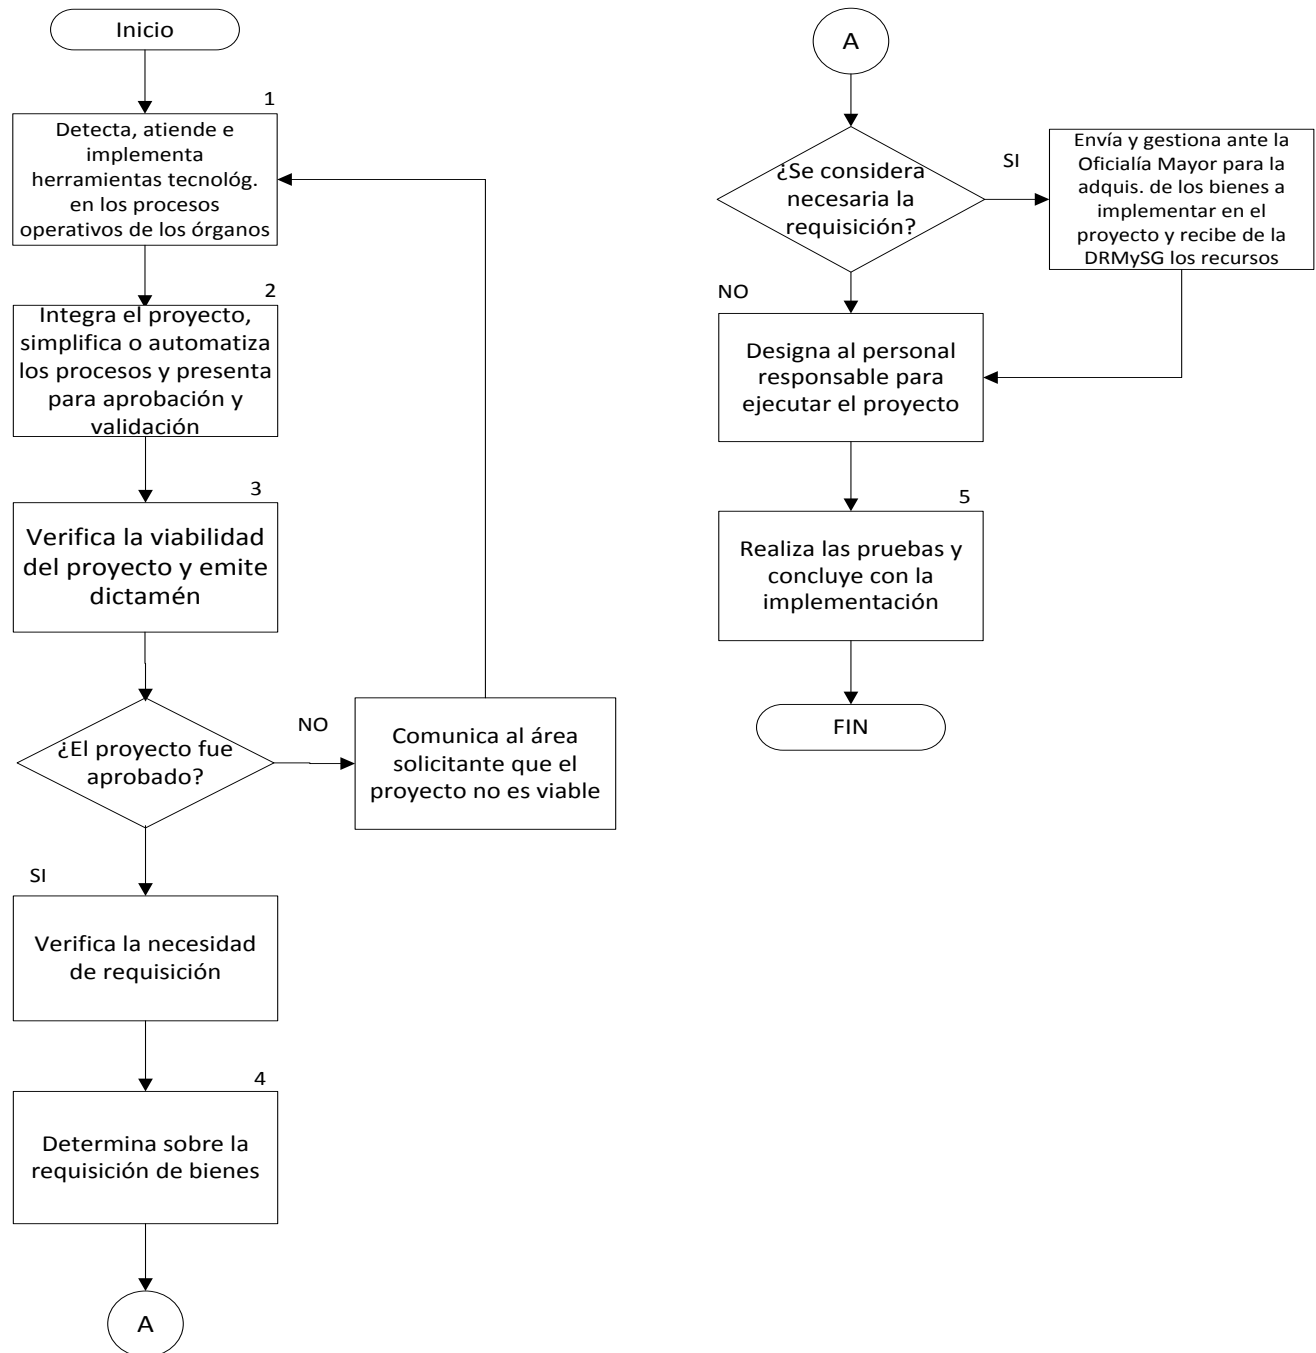 Inicio
1
Detecta, atiende e
implementa
herramientas tecnológ.
en los procesos
operativos de los órganos
2
Integra el proyecto,
simplifica o automatiza
los procesos y presenta
para aprobación y
validación
3
Verifica la viabilidad
del proyecto y emite
dictamén
¿El proyecto fue
aprobado?
NO
Comunica al área
solicitante que el
proyecto no es viable
SI
Verifica la necesidad
de requisición
4
Determina sobre la
requisición de bienes
A
A
¿Se considera
necesaria la
requisición?
SI
Envía y gestiona ante la
Oficialía Mayor para la
adquis. de los bienes a
implementar en el
proyecto y recibe de la
DRMySG los recursos
NO
Designa al personal
responsable para
ejecutar el proyecto
5
Realiza las pruebas y
concluye con la
implementación
FIN